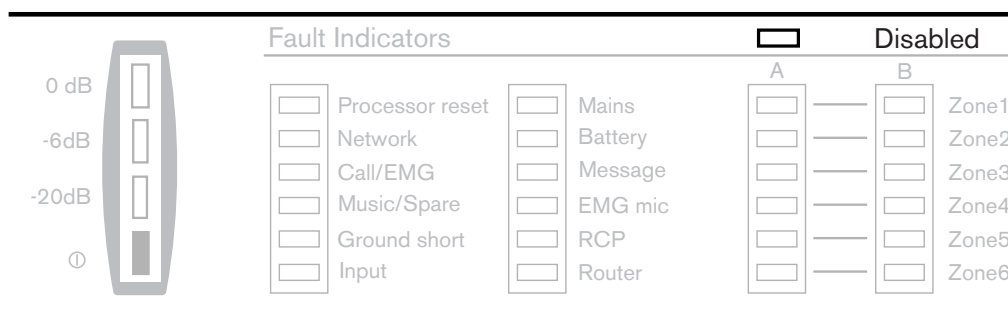 Fault Indicators Disabled
A B
0 dB
Processor reset Mains Zone1
-6dB Network Battery Zone2
Call/EMG Message Zone3
-20dB Music/Spare EMG mic Zone4
Ground short RCP Zone5
Input Router Zone6